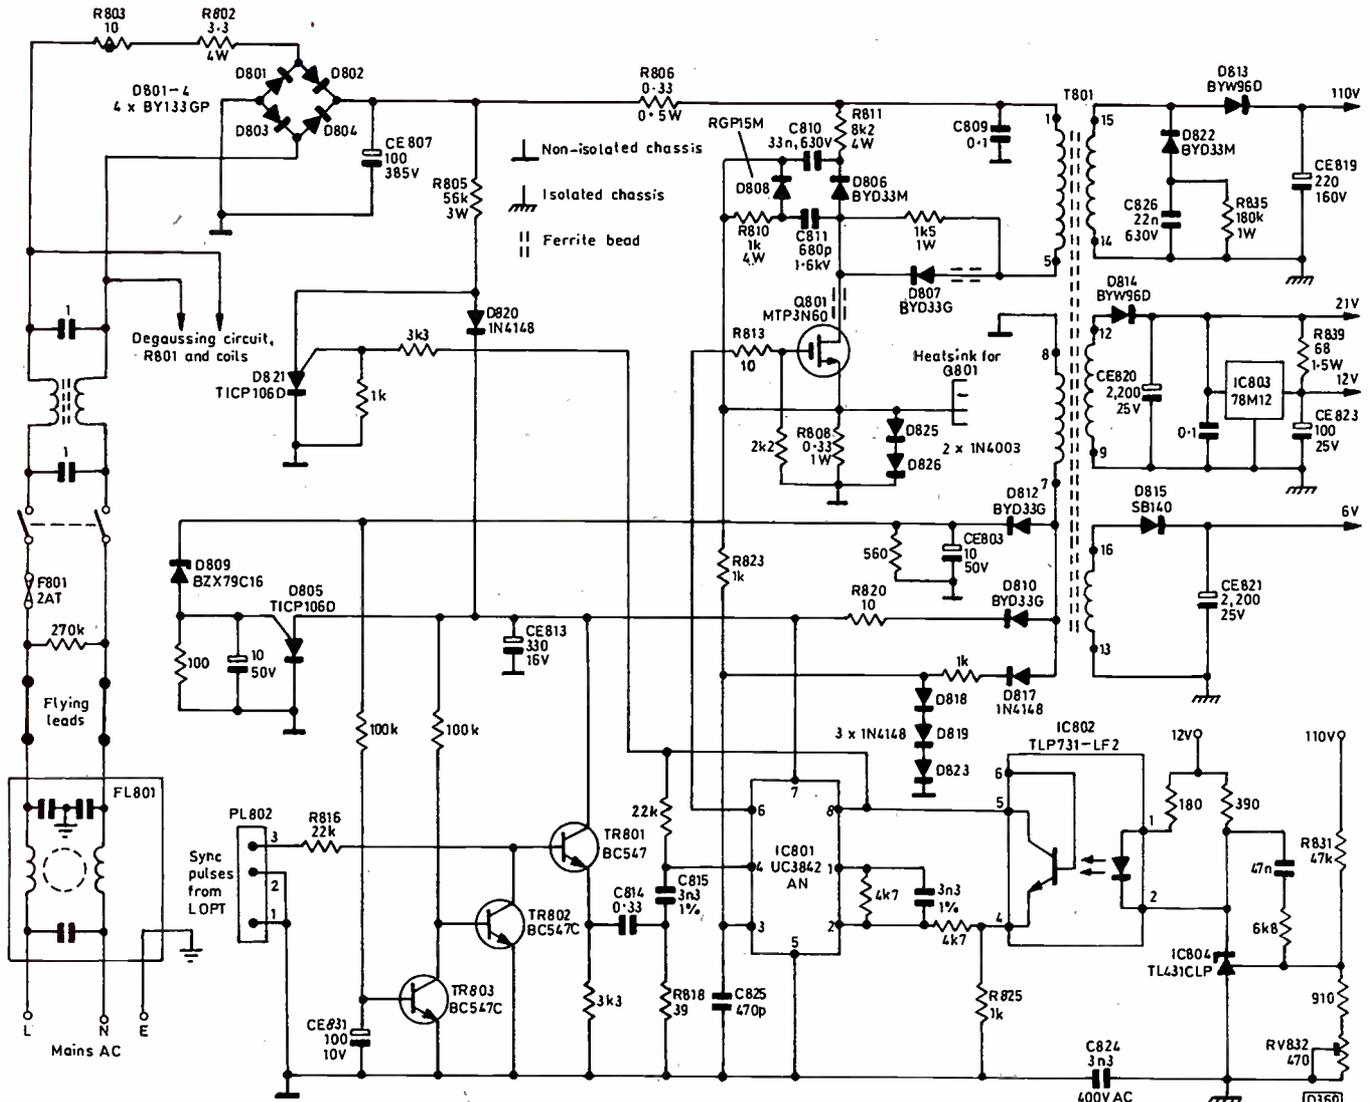 R803
10
R802
3·3
4W
D801
D802
D801-4
4 x BY133GP
D803
D804
CE807
100
385V
R805
56k
3W
Non-isolated chassis
Isolated chassis
Ferrite bead
R806
0·33
0·5W
RGP15M
C810
33n,630V
R811
8k2
4W
D808
D806
BYD33M
R810
1k
4W
C811
680p
1·6kV
1k5
1W
C809
0·1
T801
1
15
D813
BYW96D
110V
D822
BYD33M
CE819
220
160V
C826
22n
630V
R835
180k
1W
14
5
D807
BYD33G
Q801
MTP3N60
1
Degaussing circuit,
R801 and coils
D820
1N4148
3k3
D821
TICP106D
1k
R813
10
Heatsink for
Q801
8
D814
BYW96D
21V
12
R839
68
1·5W
CE820
2,200
25V
IC803
78M12
12V
0·1
CE823
100
25V
9
1
2k2
R808
0·33
1W
D825
D826
2 x 1N4003
7
D812
BYD33G
D815
SB140
6V
F801
2AT
D809
BZX79C16
D805
TICP106D
R823
1k
560
CE803
10
50V
16
R820
10
D810
BYD33G
CE821
2,200
25V
270k
100
10
50V
CE813
330
16V
13
1k
D817
1N4148
Flying
leads
100k
100k
D818
3 x 1N4148
D819
D823
IC802
TLP731-LF2
12V
110V
FL801
6
PL802
R816
22k
3
Sync
pulses
from
LOPT
2
1
TR801
BC547
22k
7
6
8
5
180
390
1
R831
47k
4
IC801
UC3842
AN
1
C815
3n3
1%
C814
0·33
4k7
3n3
1%
47n
2
3
2
4
TR802
BC547C
4k7
6k8
5
IC804
TL431CLP
TR803
BC547C
3k3
R818
39
C825
470p
R825
1k
910
L
N
E
Mains AC
CE831
100
10V
C824
3n3
400V AC
RV832
470
D360